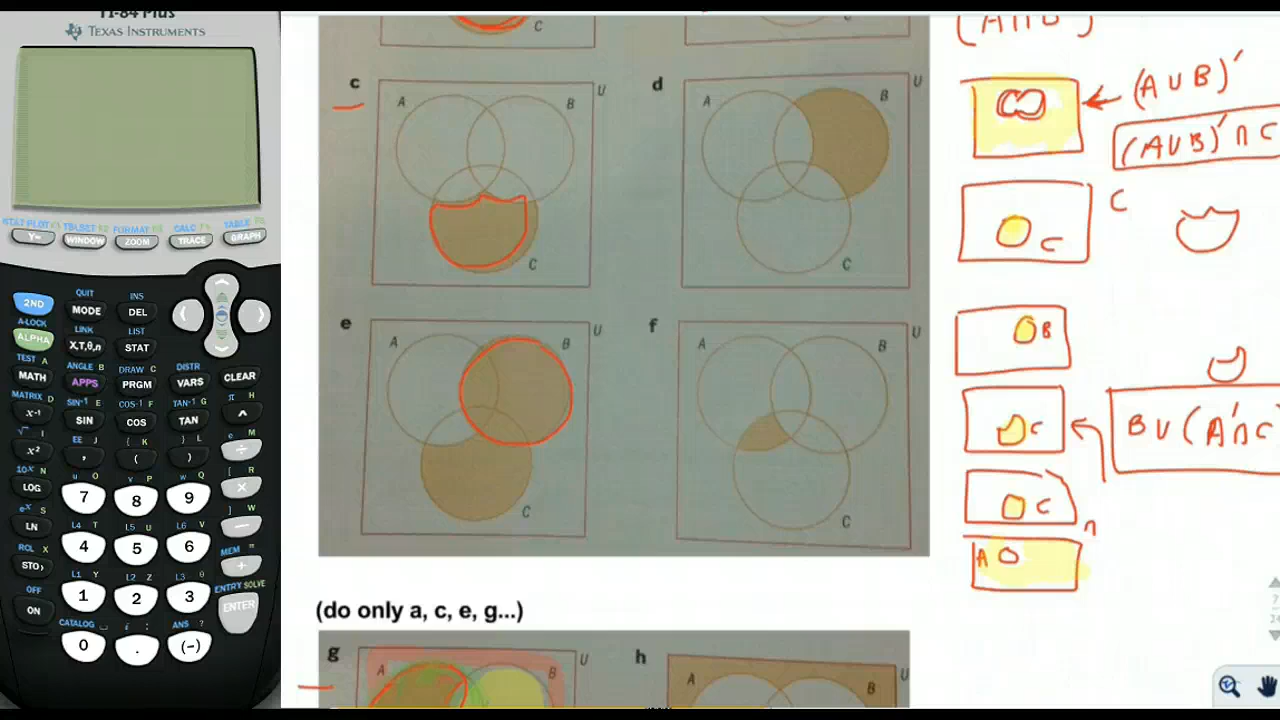 TI-84 Plus
TEXAS INSTRUMENTS
STAT PLOT F1 TBLSET F2 FORMAT F3 CALC F4 TABLE F5
Y= WINDOW ZOOM TRACE GRAPH
QUIT INS
2ND MODE DEL
A-LOCK LINK LIST
ALPHA X,T,θ,n STAT
TEST A ANGLE B DRAW C DISTR
MATH APPS PRGM VARS CLEAR
MATRIX D SIN⁻¹ E COS⁻¹ F TAN⁻¹ G π H
x⁻¹ SIN COS TAN ^
√ I EE J { K } L e M
x² , ( ) ÷
10ˣ N u O v P w Q [ R
LOG 7 8 9 ×
eˣ S L4 T L5 U L6 V ] W
LN 4 5 6 −
RCL X L1 Y L2 Z L3 θ MEM "
STO› 1 2 3 +
OFF CATALOG ⎵ i : ANS ? ENTRY SOLVE
ON 0 . (-) ENTER
C
C
c
A
B
U
C
d
A
B
U
C
e
A
B
U
C
f
A
B
U
C
(do only a, c, e, g...)
g
A
B
U
h
A
B
U
(A∩B)'
(A∪B)'
(A∪B)'∩C
C
C
B
C
B∪(A'∩C)
C
∩
A